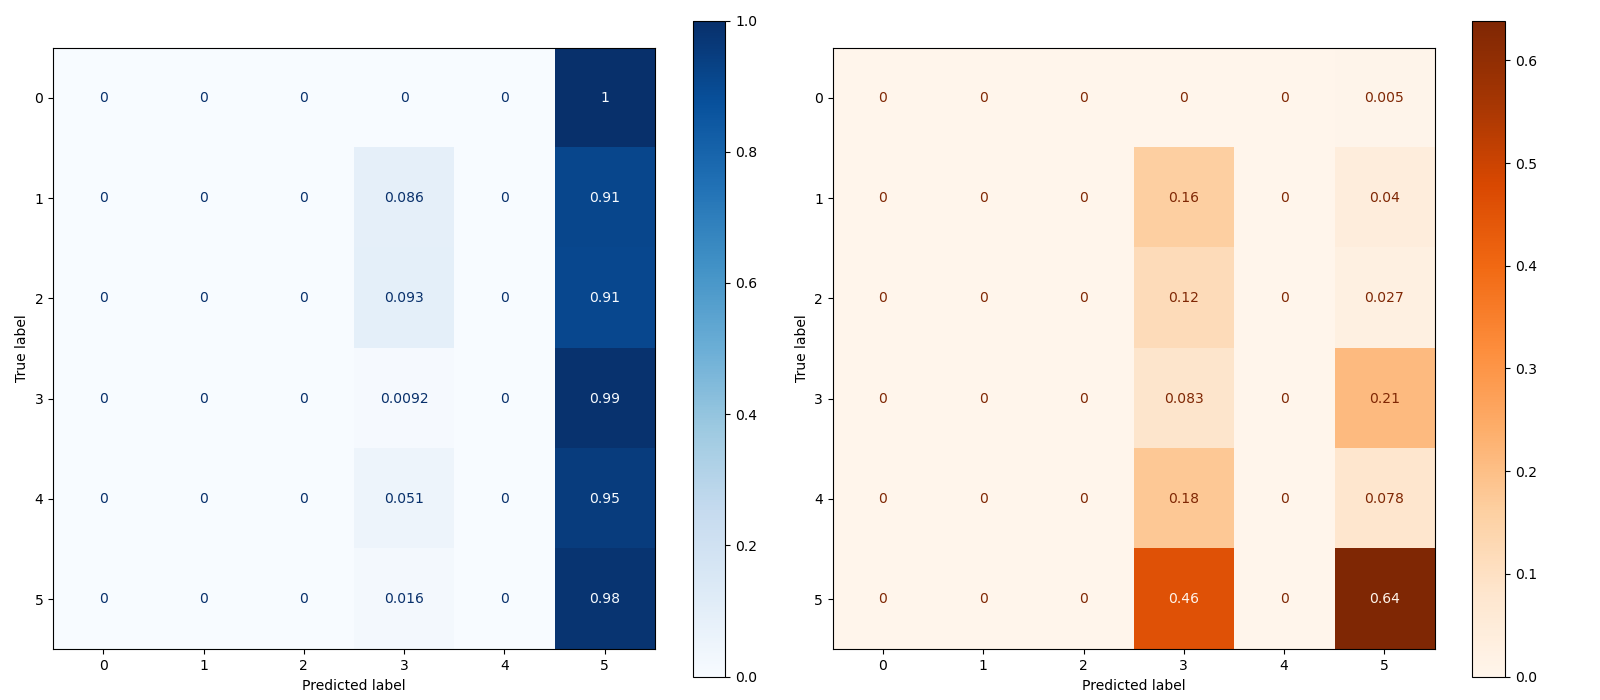 1.0
0.6
0 0 0 0 0 0 1
0 0 0 0 0 0 0.005
0.8
0.5
1 0 0 0 0.086 0 0.91
1 0 0 0 0.16 0 0.04
0.6
0.4
2 0 0 0 0.093 0 0.91
2 0 0 0 0.12 0 0.027
True label
True label
0.4
0.3
3 0 0 0 0.0092 0 0.99
3 0 0 0 0.083 0 0.21
0.2
0.2
4 0 0 0 0.051 0 0.95
4 0 0 0 0.18 0 0.078
0.1
5 0 0 0 0.016 0 0.98
5 0 0 0 0.46 0 0.64
0.0
0.0
0 1 2 3 4 5
0 1 2 3 4 5
Predicted label
Predicted label